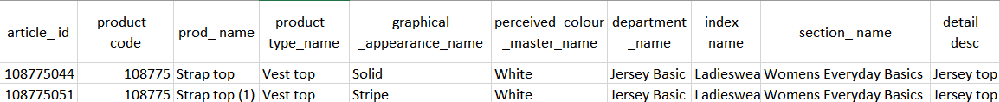 article_ id	product_ code	prod_ name	product_ type_name	graphical _appearance_name	perceived_colour _master_name	department _name	index_ name	section_ name	detail_ desc
108775044	108775	Strap top	Vest top	Solid	White	Jersey Basic	Ladieswea	Womens Everyday Basics	Jersey top
108775051	108775	Strap top (1)	Vest top	Stripe	White	Jersey Basic	Ladieswea	Womens Everyday Basics	Jersey top